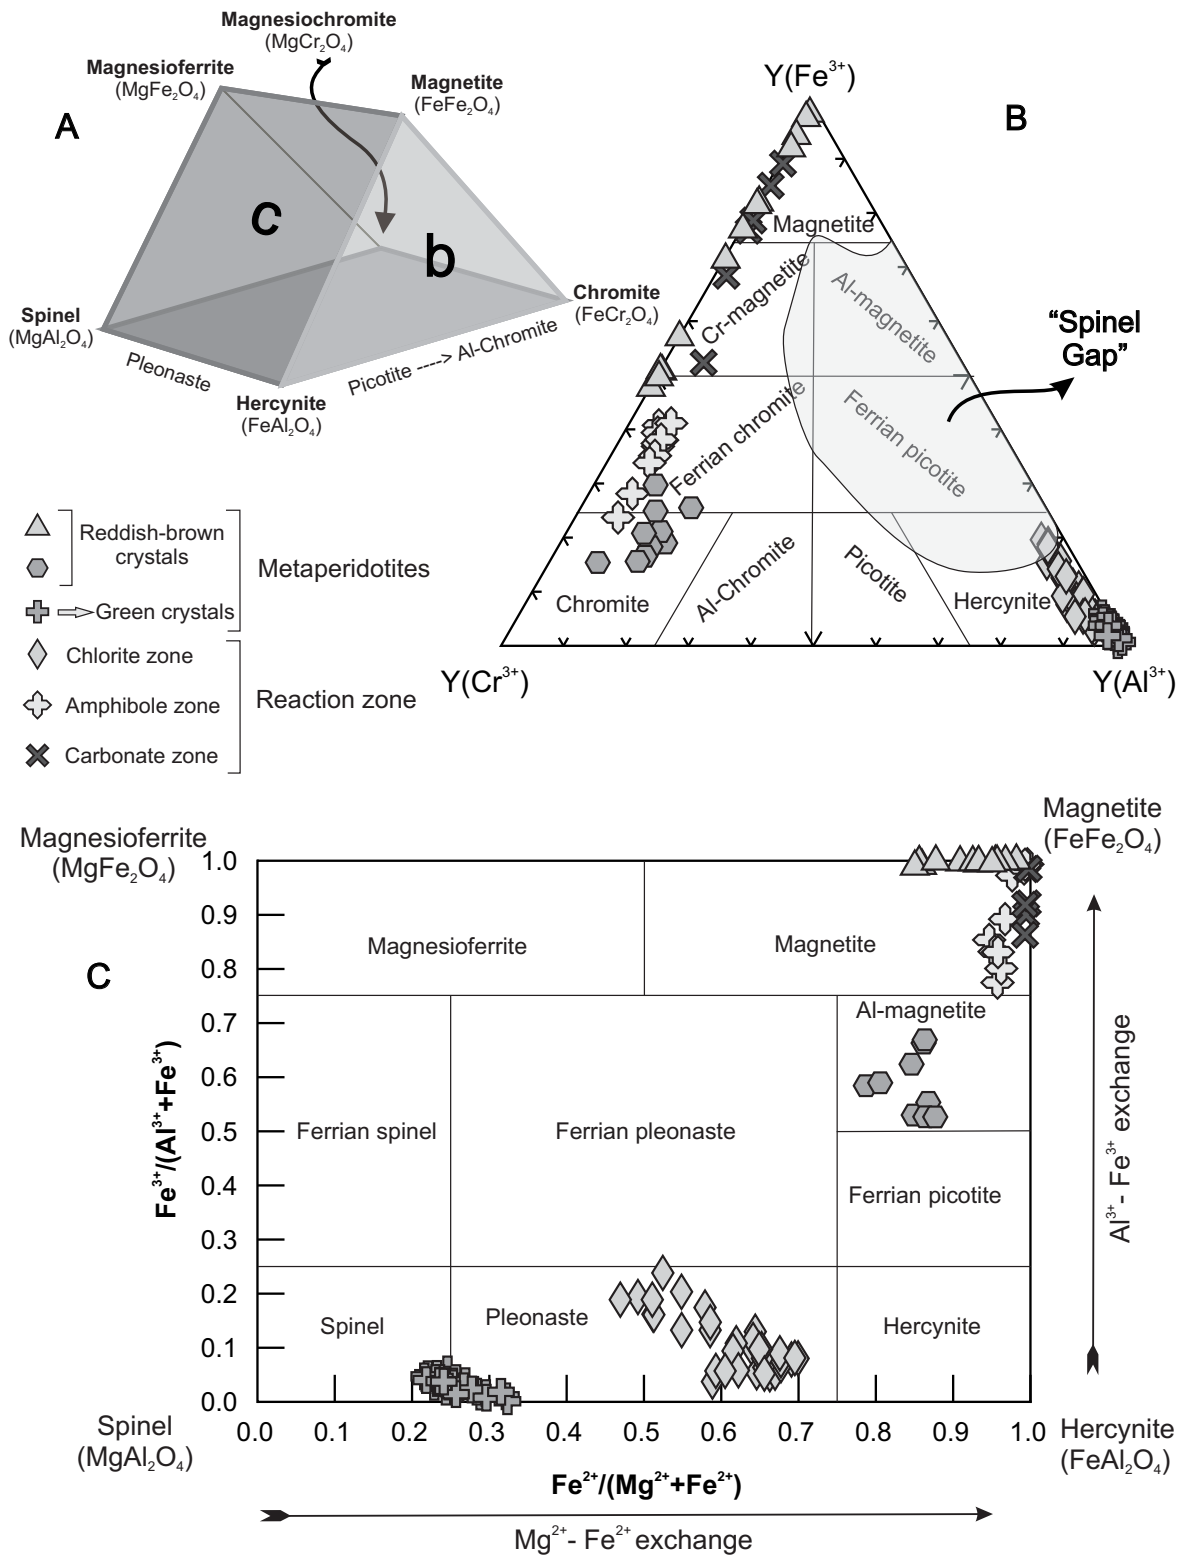 A
Magnesiochromite
(MgCr₂O₄)
Magnesioferrite
(MgFe₂O₄)
Magnetite
(FeFe₂O₄)
c
b
Spinel
(MgAl₂O₄)
Chromite
(FeCr₂O₄)
Pleonaste
Picotite ----> Al-Chromite
Hercynite
(FeAl₂O₄)
B
Y(Fe³⁺)
Magnetite
Cr-magnetite
Al-magnetite
"Spinel
Gap"
Ferrian chromite
Ferrian picotite
Chromite
Al-Chromite
Picotite
Hercynite
Y(Cr³⁺)
Y(Al³⁺)
Reddish-brown
crystals
Metaperidotites
Green crystals
Chlorite zone
Amphibole zone
Reaction zone
Carbonate zone
C
Magnesioferrite
(MgFe₂O₄)
Magnetite
(FeFe₂O₄)
1.0
0.9
0.8
0.7
0.6
0.5
0.4
0.3
0.2
0.1
0.0
Fe³⁺/(Al³⁺+Fe³⁺)
Magnesioferrite
Magnetite
Al-magnetite
Ferrian spinel
Ferrian pleonaste
Ferrian picotite
Spinel
Pleonaste
Hercynite
Al³⁺- Fe³⁺ exchange
Spinel
(MgAl₂O₄)
0.0 0.1 0.2 0.3 0.4 0.5 0.6 0.7 0.8 0.9 1.0
Hercynite
(FeAl₂O₄)
Fe²⁺/(Mg²⁺+Fe²⁺)
Mg²⁺- Fe²⁺ exchange